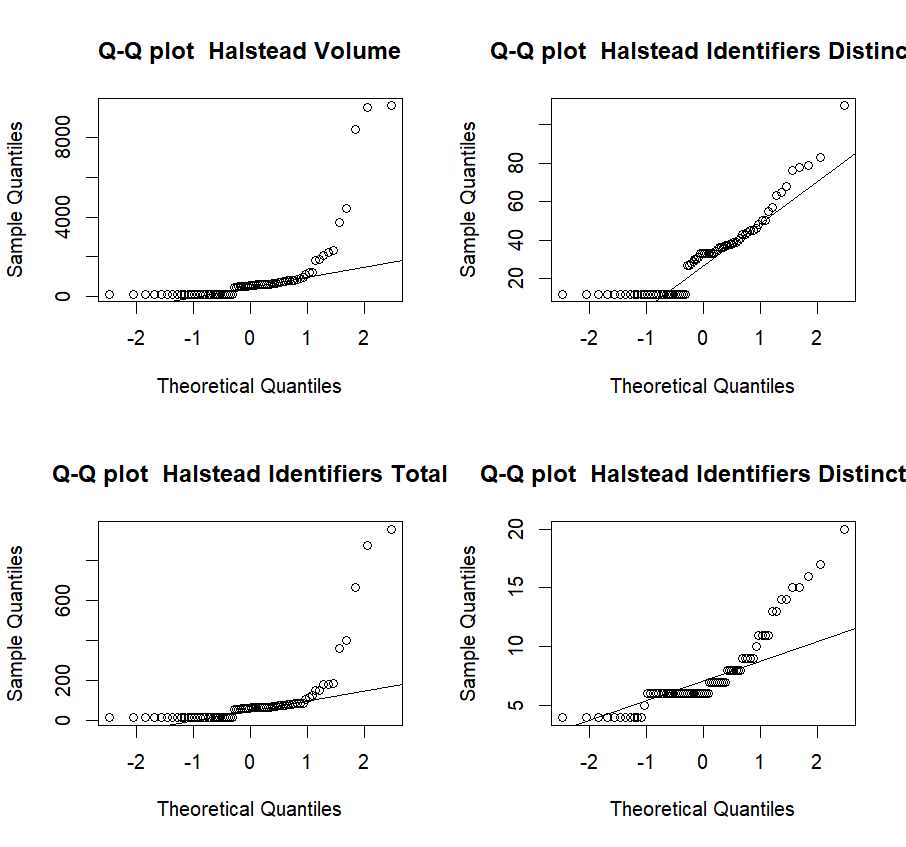 Q-Q plot  Halstead Volume
Sample Quantiles
0 4000 8000
-2 -1 0 1 2
Theoretical Quantiles
Q-Q plot  Halstead Identifiers Distinc
Sample Quantiles
20 40 60 80
-2 -1 0 1 2
Theoretical Quantiles
Q-Q plot  Halstead Identifiers Total
Sample Quantiles
0 200 600
-2 -1 0 1 2
Theoretical Quantiles
Q-Q plot  Halstead Identifiers Distinct
Sample Quantiles
5 10 15 20
-2 -1 0 1 2
Theoretical Quantiles